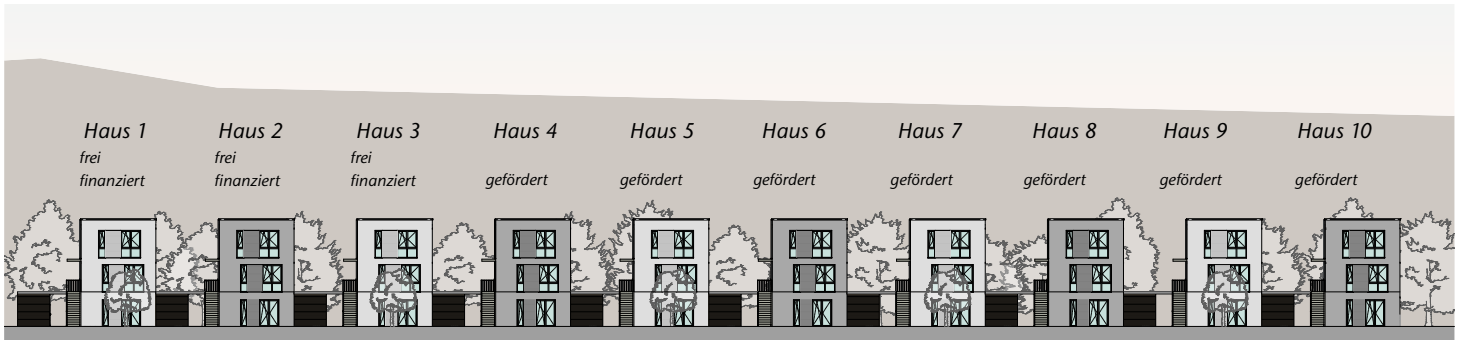 Haus 1 Haus 2 Haus 3 Haus 4 Haus 5 Haus 6 Haus 7 Haus 8 Haus 9 Haus 10
frei frei frei
finanziert finanziert finanziert gefördert gefördert gefördert gefördert gefördert gefördert gefördert